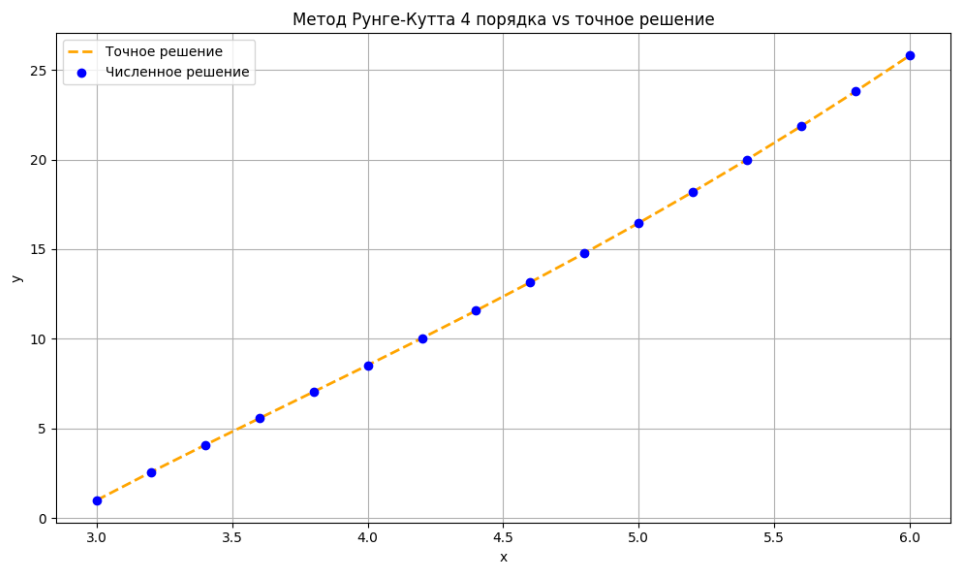 Метод Рунге-Кутта 4 порядка vs точное решение
Точное решение
Численное решение
25
20
15
10
5
0
y
3.0 3.5 4.0 4.5 5.0 5.5 6.0
x